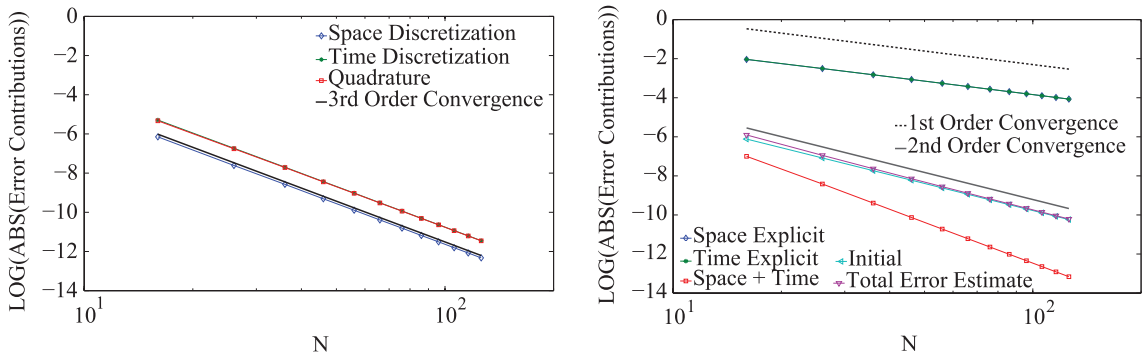 LOG(ABS(Error Contributions))
0
−2
−4
−6
−8
−10
−12
−14
Space Discretization
Time Discretization
Quadrature
3rd Order Convergence
10^1
10^2
N
LOG(ABS(Error Contributions))
0
−2
−4
−6
−8
−10
−12
−14
1st Order Convergence
2nd Order Convergence
Space Explicit
Time Explicit Initial
Space + Time Total Error Estimate
10^1
10^2
N